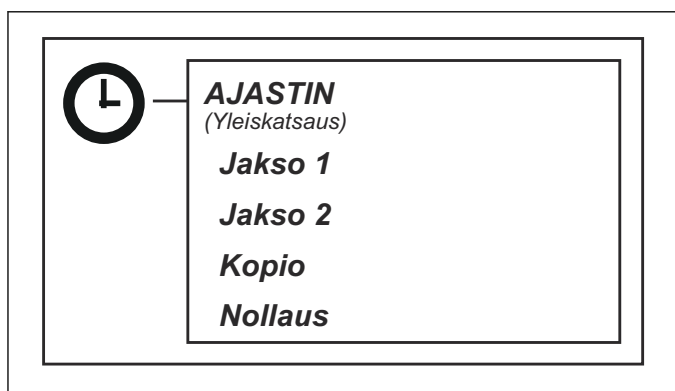 AJASTIN
(Yleiskatsaus)
Jakso 1
Jakso 2
Kopio
Nollaus